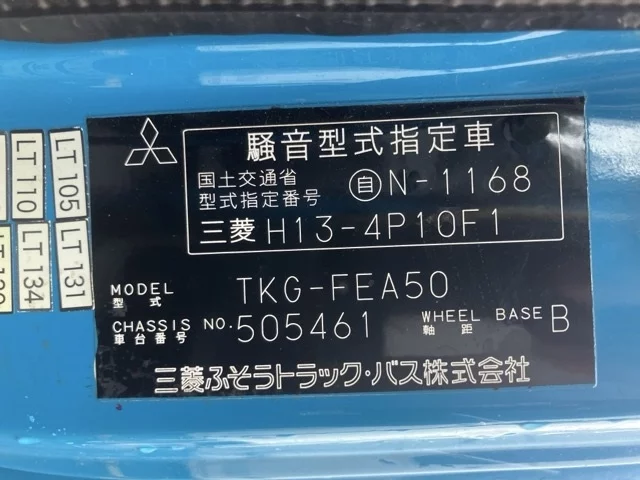 騒音型式指定車
国土交通省
型式指定番号
自 N-1168
三菱 H13-4P10F1
MODEL
型式
TKG-FEA50
CHASSIS NO.
車台番号
505461
WHEEL BASE
軸距
B
三菱ふそうトラック・バス株式会社
LT 110
LT 105
LT 134
LT 131